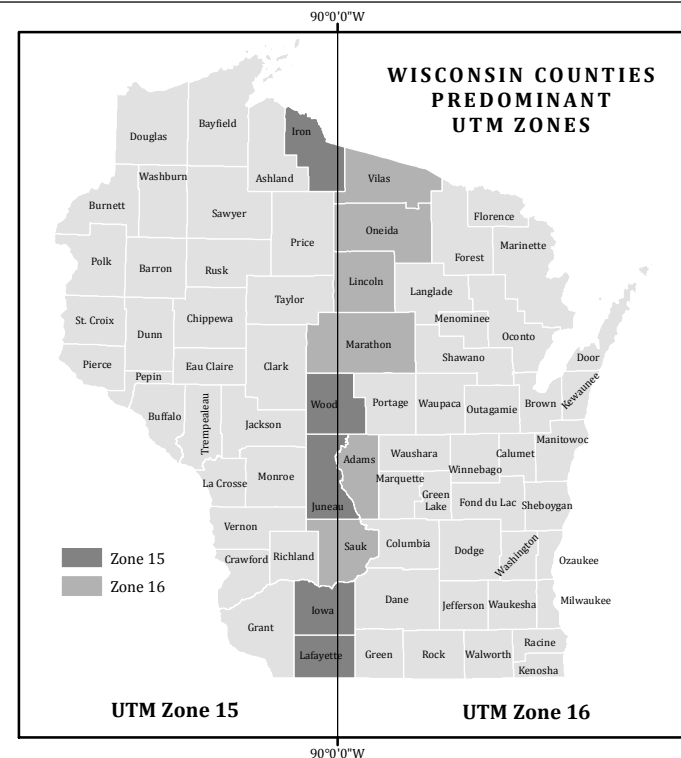 90°0'0"W
WISCONSIN COUNTIES
PREDOMINANT
UTM ZONES
Iron
Bayfield
Douglas
Washburn
Ashland
Vilas
Burnett
Sawyer
Florence
Oneida
Price
Marinette
Forest
Polk
Barron
Rusk
Lincoln
Langlade
Taylor
St. Croix
Chippewa
Menominee
Dunn
Oconto
Marathon
Shawano
Door
Pierce
Eau Claire
Clark
Pepin
Kewaunee
Wood
Portage
Waupaca
Brown
Outagamie
Buffalo
Trempealeau
Jackson
Manitowoc
Adams
Waushara
Calumet
Winnebago
Monroe
Marquette
La Crosse
Green
Lake
Fond du Lac
Juneau
Sheboygan
Vernon
Columbia
Sauk
Dodge
Washington
Zone 15
Crawford
Richland
Ozaukee
Zone 16
Dane
Iowa
Jefferson
Waukesha
Milwaukee
Grant
Racine
Lafayette
Green
Rock
Walworth
Kenosha
UTM Zone 15
UTM Zone 16
90°0'0"W